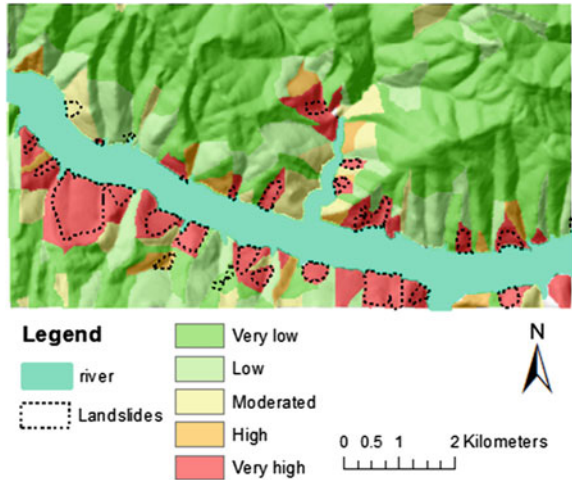 Legend
river
Landslides
Very low
Low
Moderated
High
Very high
N
0 0.5 1 2 Kilometers